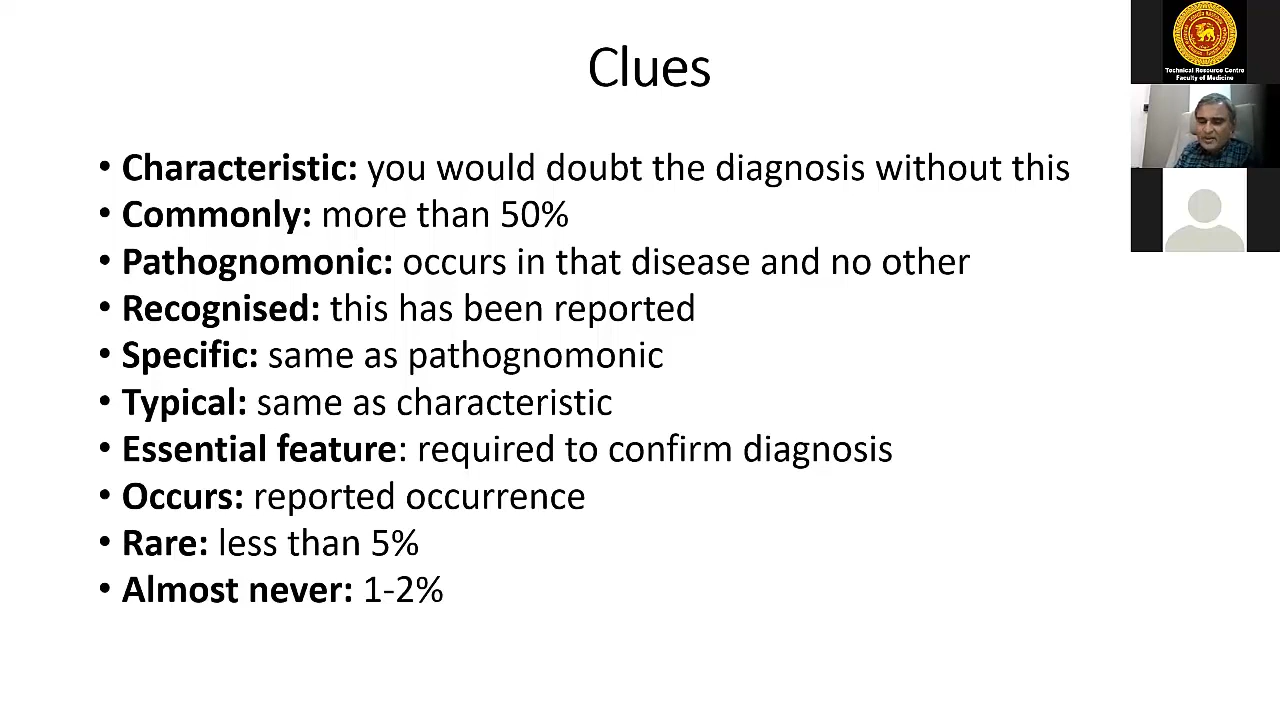 Clues
• Characteristic: you would doubt the diagnosis without this
• Commonly: more than 50%
• Pathognomonic: occurs in that disease and no other
• Recognised: this has been reported
• Specific: same as pathognomonic
• Typical: same as characteristic
• Essential feature: required to confirm diagnosis
• Occurs: reported occurrence
• Rare: less than 5%
• Almost never: 1-2%
Technical Resource Centre
Faculty of Medicine